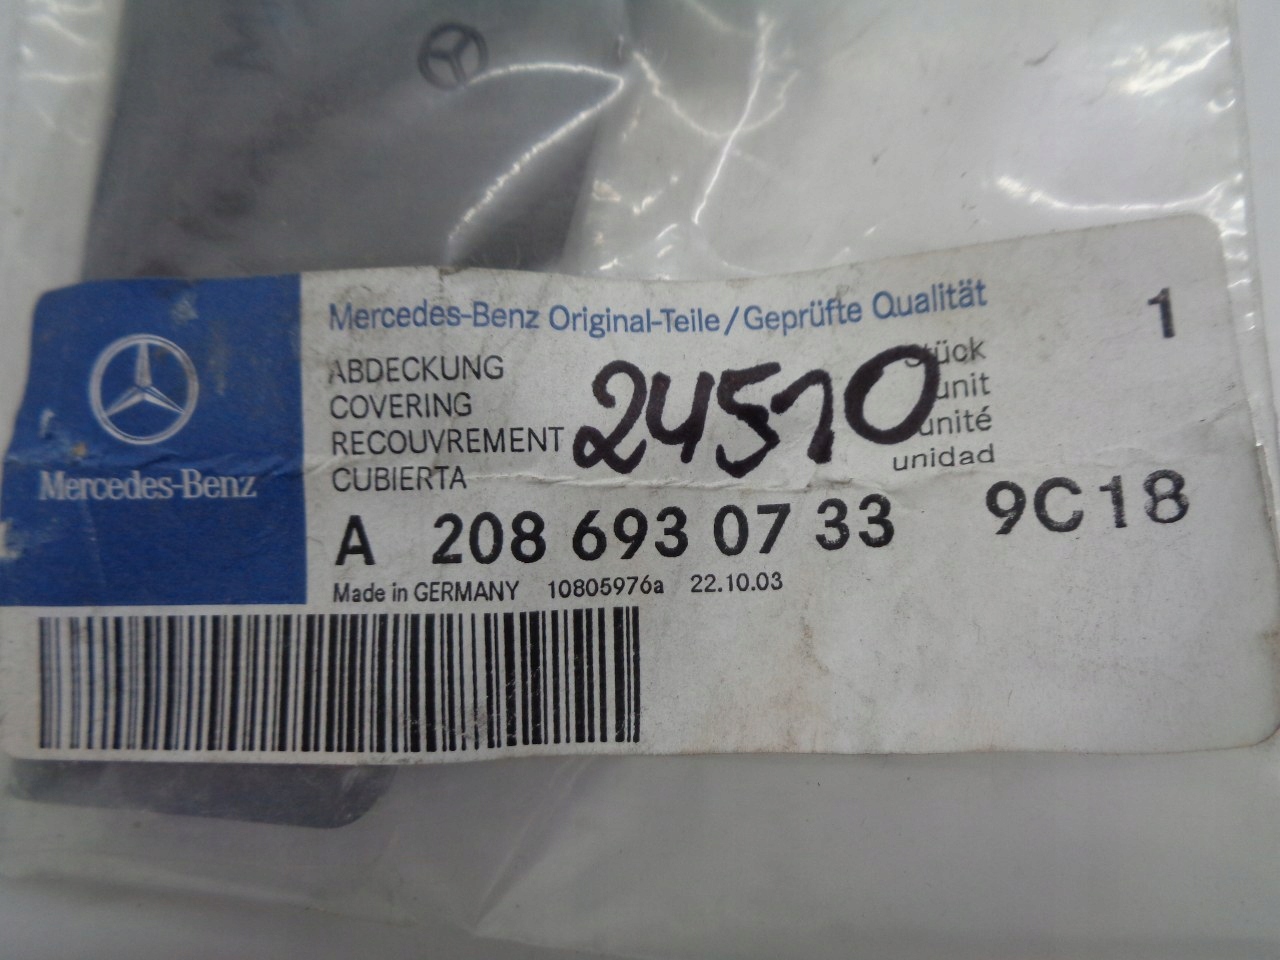 Mercedes-Benz Original-Teile/Geprüfte Qualität
1
ABDECKUNG
COVERING
RECOUVREMENT
CUBIERTA
24510
Stück
unit
unité
unidad
Mercedes-Benz
A 208 693 07 33 9C18
Made in GERMANY 10805976a 22.10.03